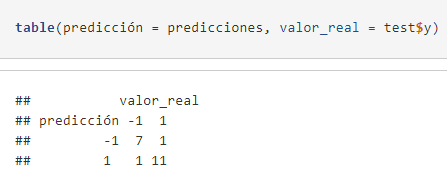 table(predicción = predicciones, valor_real = test$y)
##           valor_real
## predicción -1  1
##         -1  7  1
##         1   1 11